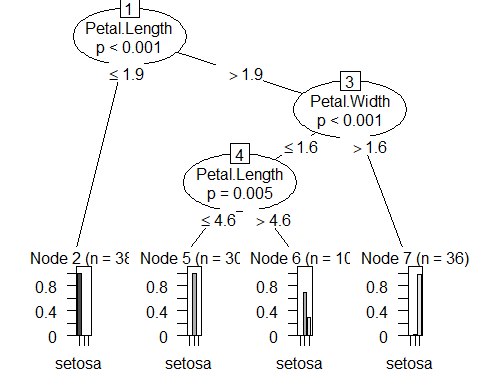 1
Petal.Length
p < 0.001
≤ 1.9
> 1.9
3
Petal.Width
p < 0.001
≤ 1.6
> 1.6
4
Petal.Length
p = 0.005
≤ 4.6
> 4.6
Node 2 (n = 38
0.8
0.4
0
setosa
Node 5 (n = 30
0.8
0.4
0
setosa
Node 6 (n = 10
0.8
0.4
0
setosa
Node 7 (n = 36)
0.8
0.4
0
setosa